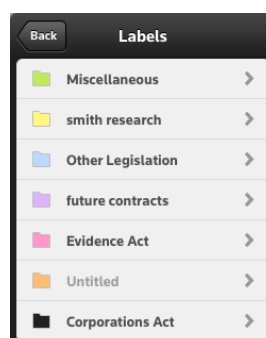 Back
Labels
Miscellaneous
smith research
Other Legislation
future contracts
Evidence Act
Untitled
Corporations Act